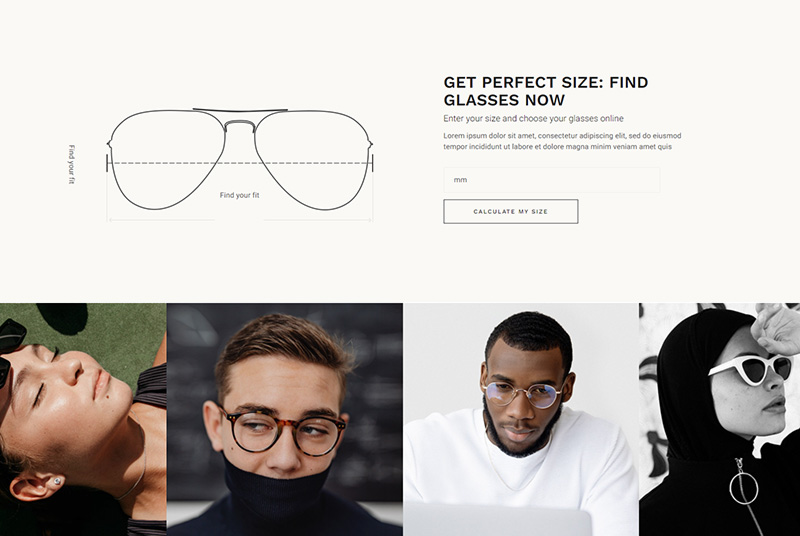 GET PERFECT SIZE: FIND
GLASSES NOW
Enter your size and choose your glasses online
Lorem ipsum dolor sit amet, consectetur adipiscing elit, sed do eiusmod
tempor incididunt ut labore et dolore magna minim veniam amet quis
Find your fit
Find your fit
mm
CALCULATE MY SIZE